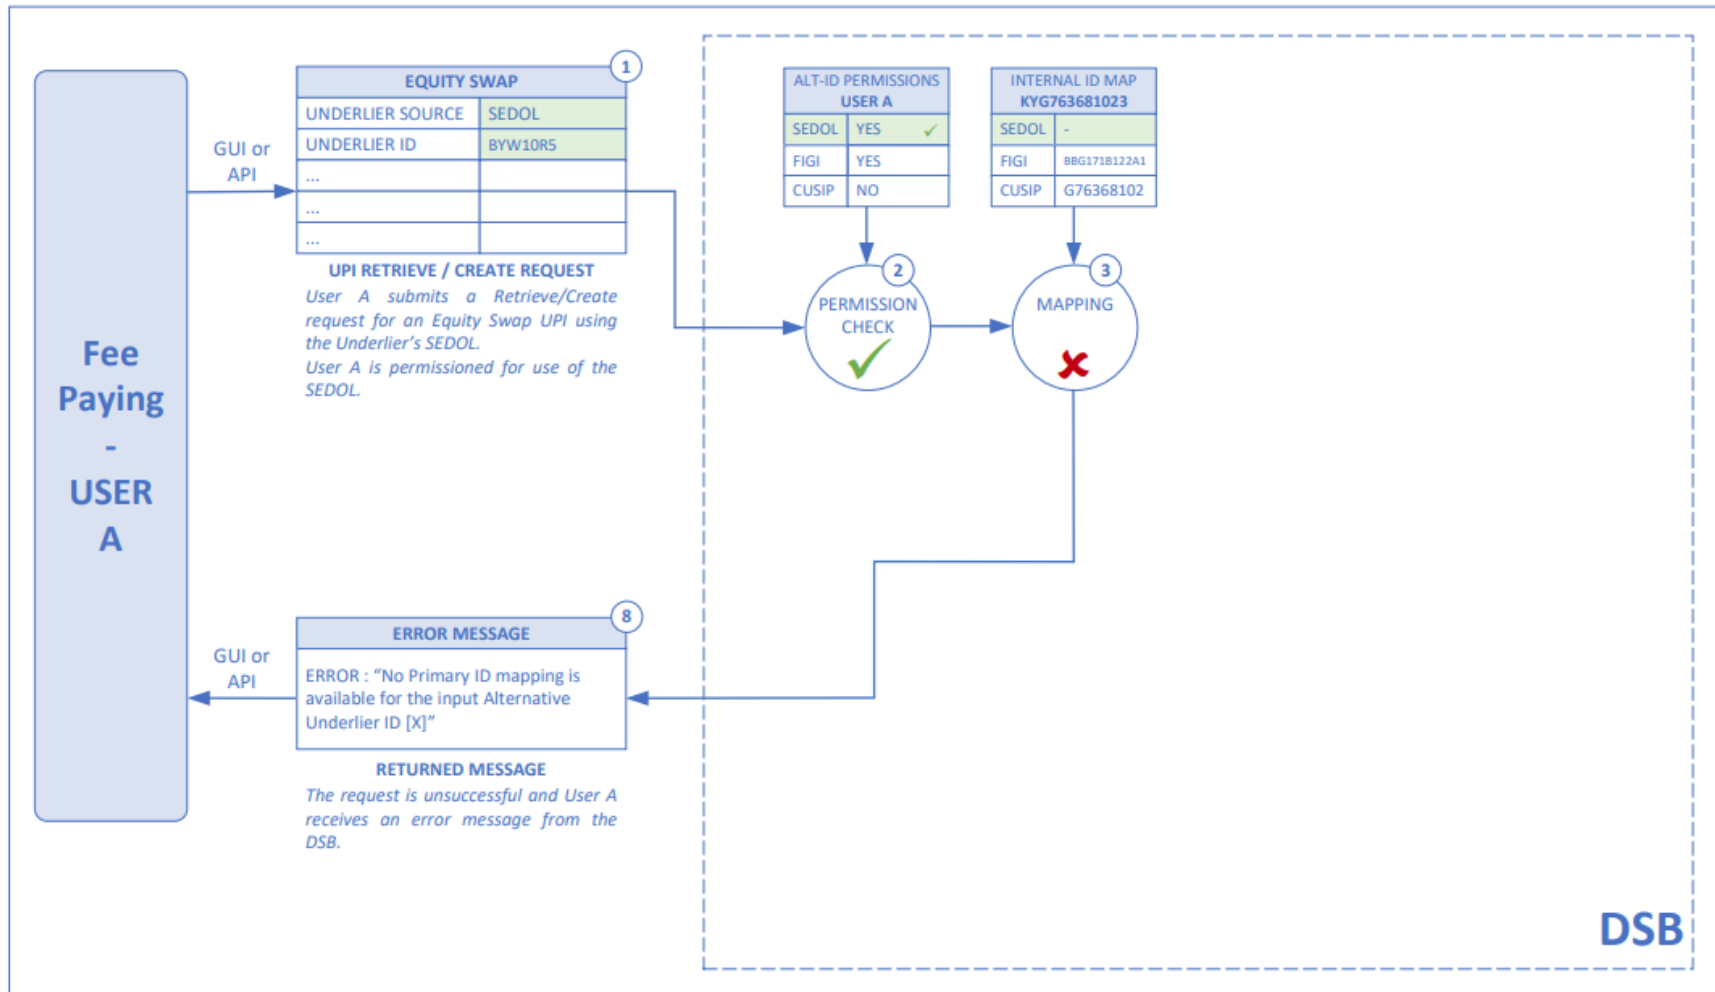 Fee
Paying
-
USER
A
GUI or
API
1
EQUITY SWAP
UNDERLIER SOURCE SEDOL
UNDERLIER ID BYW10R5
...
...
...
UPI RETRIEVE / CREATE REQUEST
User A submits a Retrieve/Create
request for an Equity Swap UPI using
the Underlier's SEDOL.
User A is permissioned for use of the
SEDOL.
ALT-ID PERMISSIONS
USER A
SEDOL YES ✓
FIGI YES
CUSIP NO
INTERNAL ID MAP
KYG763681023
SEDOL -
FIGI BBG171B122A1
CUSIP G76368102
2
PERMISSION
CHECK
3
MAPPING
GUI or
API
8
ERROR MESSAGE
ERROR : “No Primary ID mapping is
available for the input Alternative
Underlier ID [X]”
RETURNED MESSAGE
The request is unsuccessful and User A
receives an error message from the
DSB.
DSB